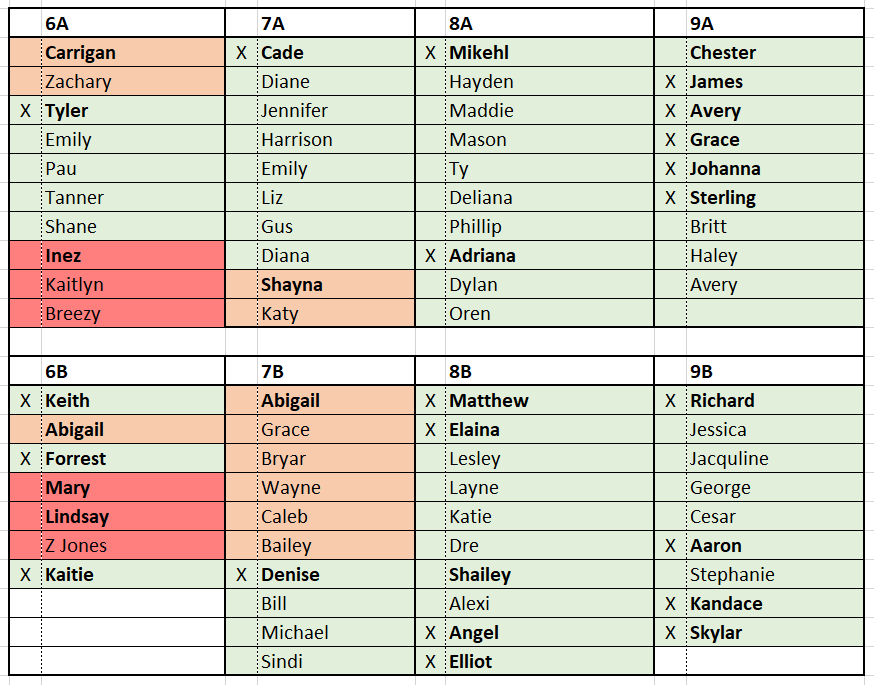 6A 7A 8A 9A
Carrigan X Cade X Mikehl Chester
Zachary Diane Hayden X James
X Tyler Jennifer Maddie X Avery
Emily Harrison Mason X Grace
Pau Emily Ty X Johanna
Tanner Liz Deliana X Sterling
Shane Gus Phillip Britt
Inez Diana X Adriana Haley
Kaitlyn Shayna Dylan Avery
Breezy Katy Oren
6B 7B 8B 9B
X Keith Abigail X Matthew X Richard
Abigail Grace X Elaina Jessica
X Forrest Bryar Lesley Jacquline
Mary Wayne Layne George
Lindsay Caleb Katie Cesar
Z Jones Bailey Dre X Aaron
X Kaitie X Denise Shailey Stephanie
Bill Alexi X Kandace
Michael X Angel X Skylar
Sindi X Elliot